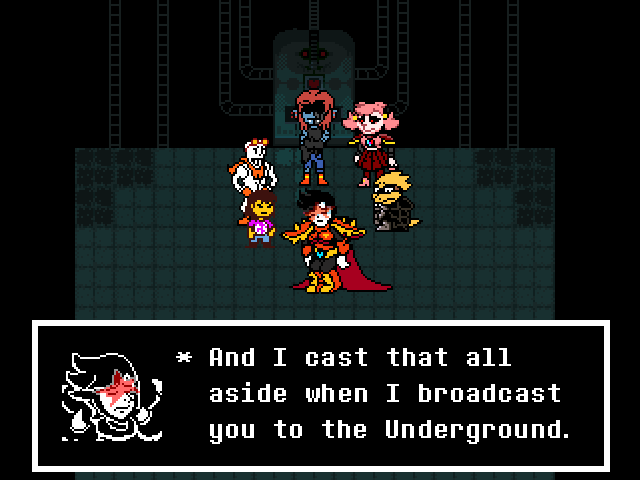 * And I cast that all
aside when I broadcast
you to the Underground.